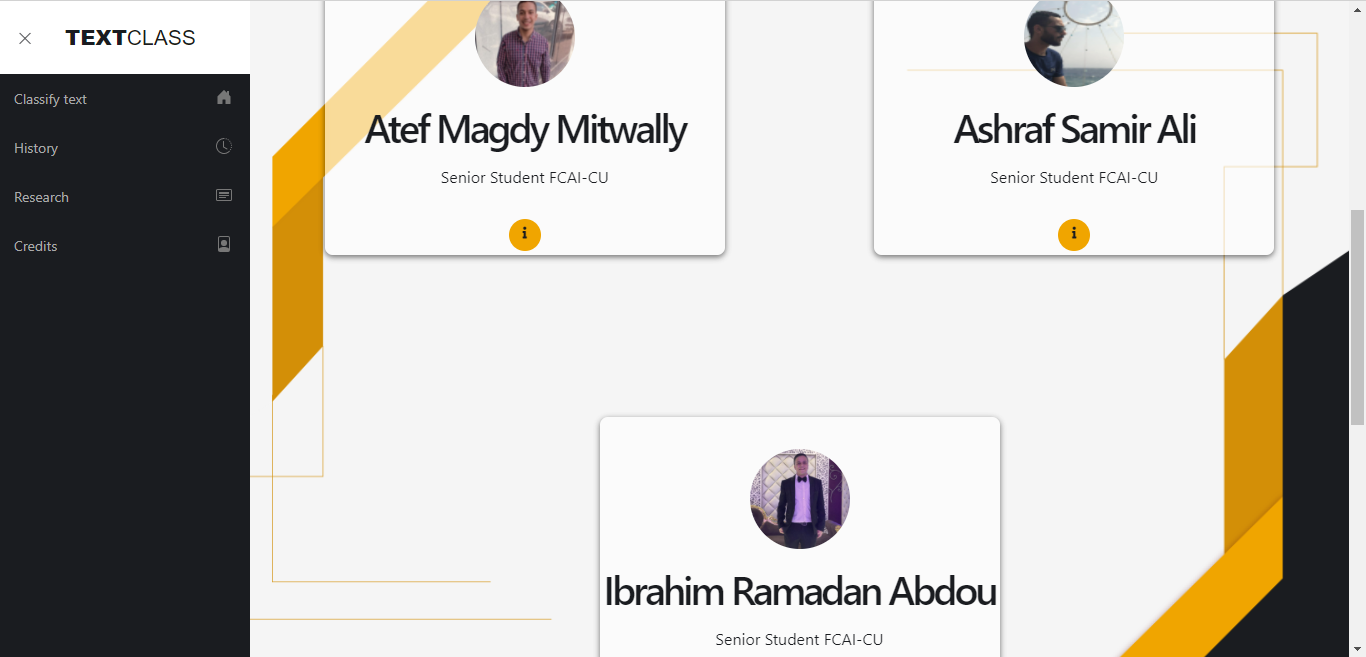 TEXTCLASS
Classify text
History
Research
Credits
Atef Magdy Mitwally
Senior Student FCAI-CU
i
Ashraf Samir Ali
Senior Student FCAI-CU
i
Ibrahim Ramadan Abdou
Senior Student FCAI-CU